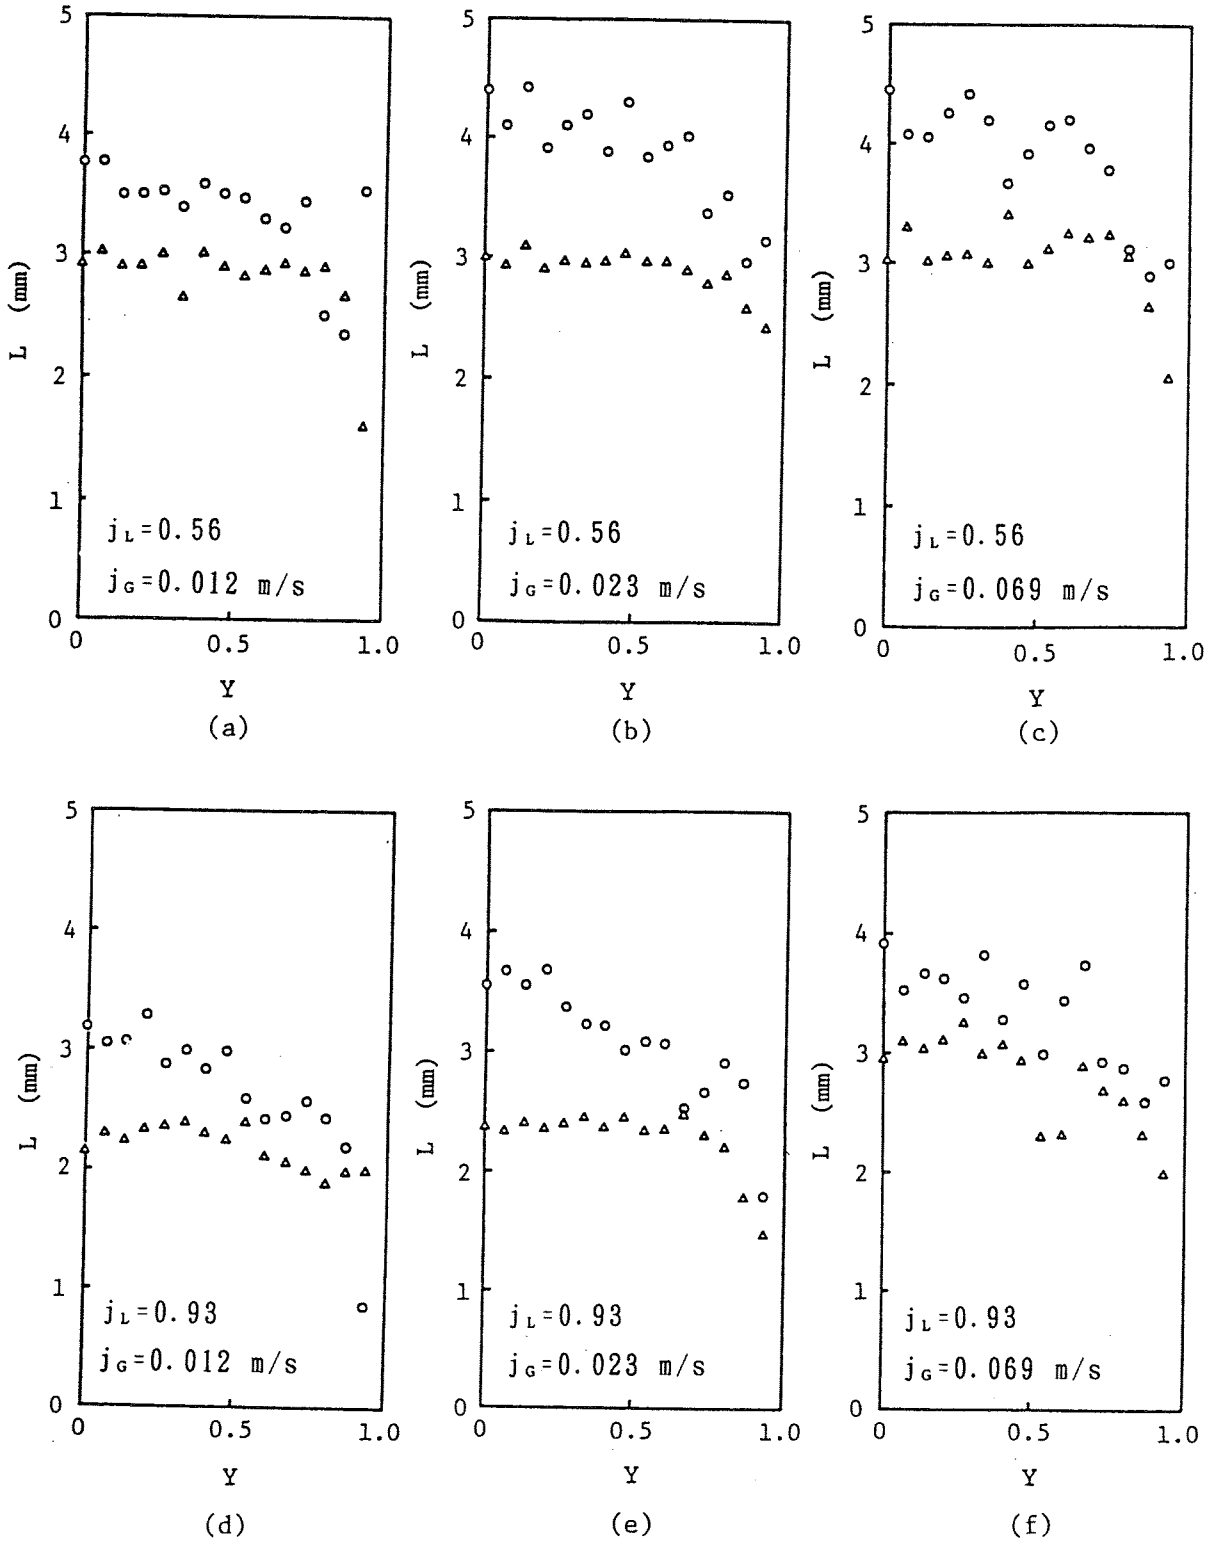 5
4
3
2
1
0
L (mm)
j_L=0.56
j_G=0.012 m/s
0 0.5 1.0
Y
(a)
5
4
3
2
1
0
L (mm)
j_L=0.56
j_G=0.023 m/s
0 0.5 1.0
Y
(b)
5
4
3
2
1
0
L (mm)
j_L=0.56
j_G=0.069 m/s
0 0.5 1.0
Y
(c)
5
4
3
2
1
0
L (mm)
j_L=0.93
j_G=0.012 m/s
0 0.5 1.0
Y
(d)
5
4
3
2
1
0
L (mm)
j_L=0.93
j_G=0.023 m/s
0 0.5 1.0
Y
(e)
5
4
3
2
1
0
L (mm)
j_L=0.93
j_G=0.069 m/s
0 0.5 1.0
Y
(f)